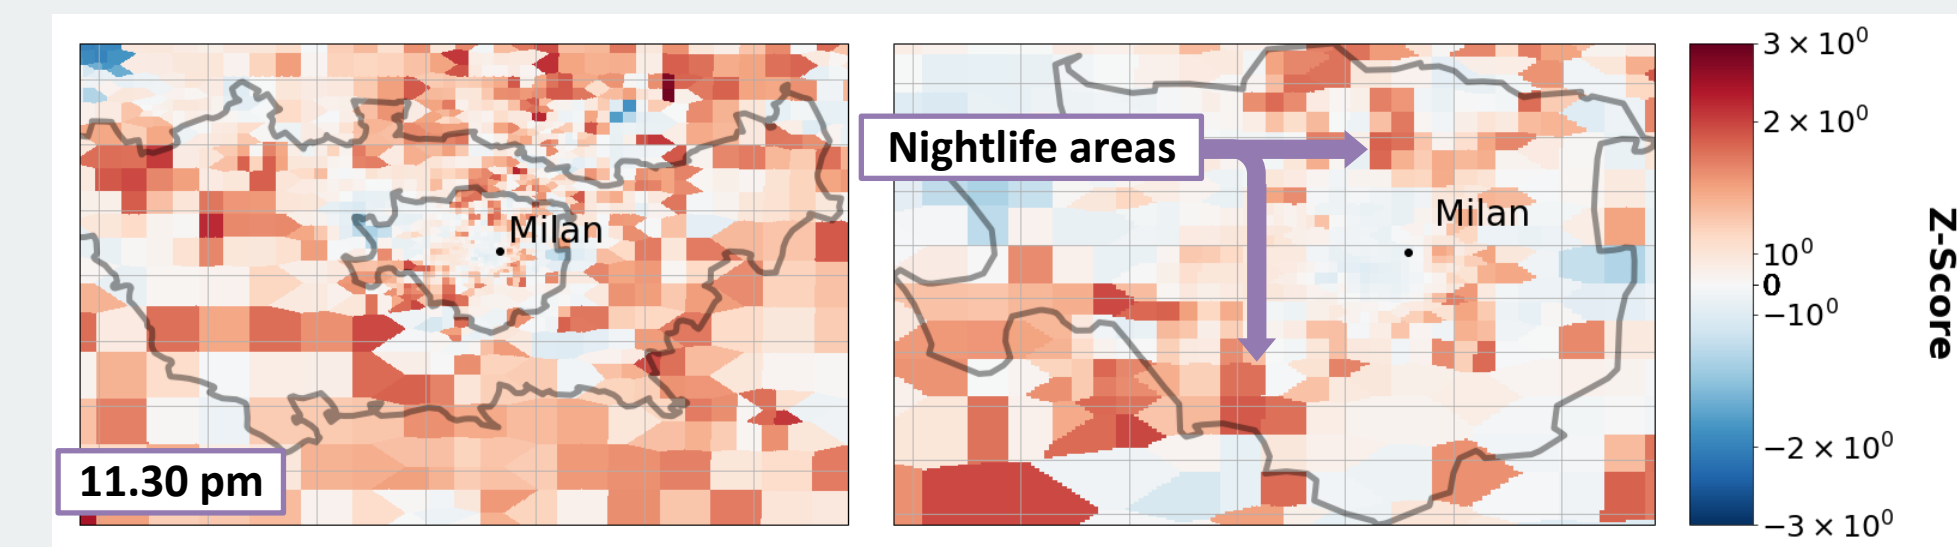 Milan
11.30 pm
Nightlife areas
Milan
3 × 10⁰
2 × 10⁰
10⁰
0
−10⁰
−2 × 10⁰
−3 × 10⁰
Z-Score